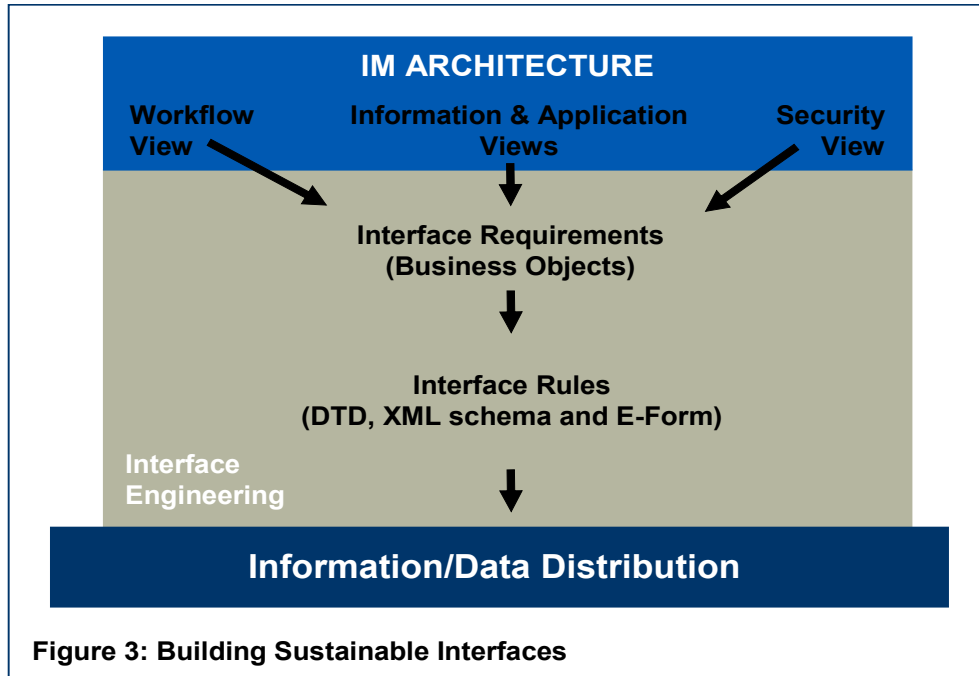 IM ARCHITECTURE
Workflow
View
Information & Application
Views
Security
View
Interface Requirements
(Business Objects)
Interface Rules
(DTD, XML schema and E-Form)
Interface
Engineering
Information/Data Distribution
Figure 3: Building Sustainable Interfaces